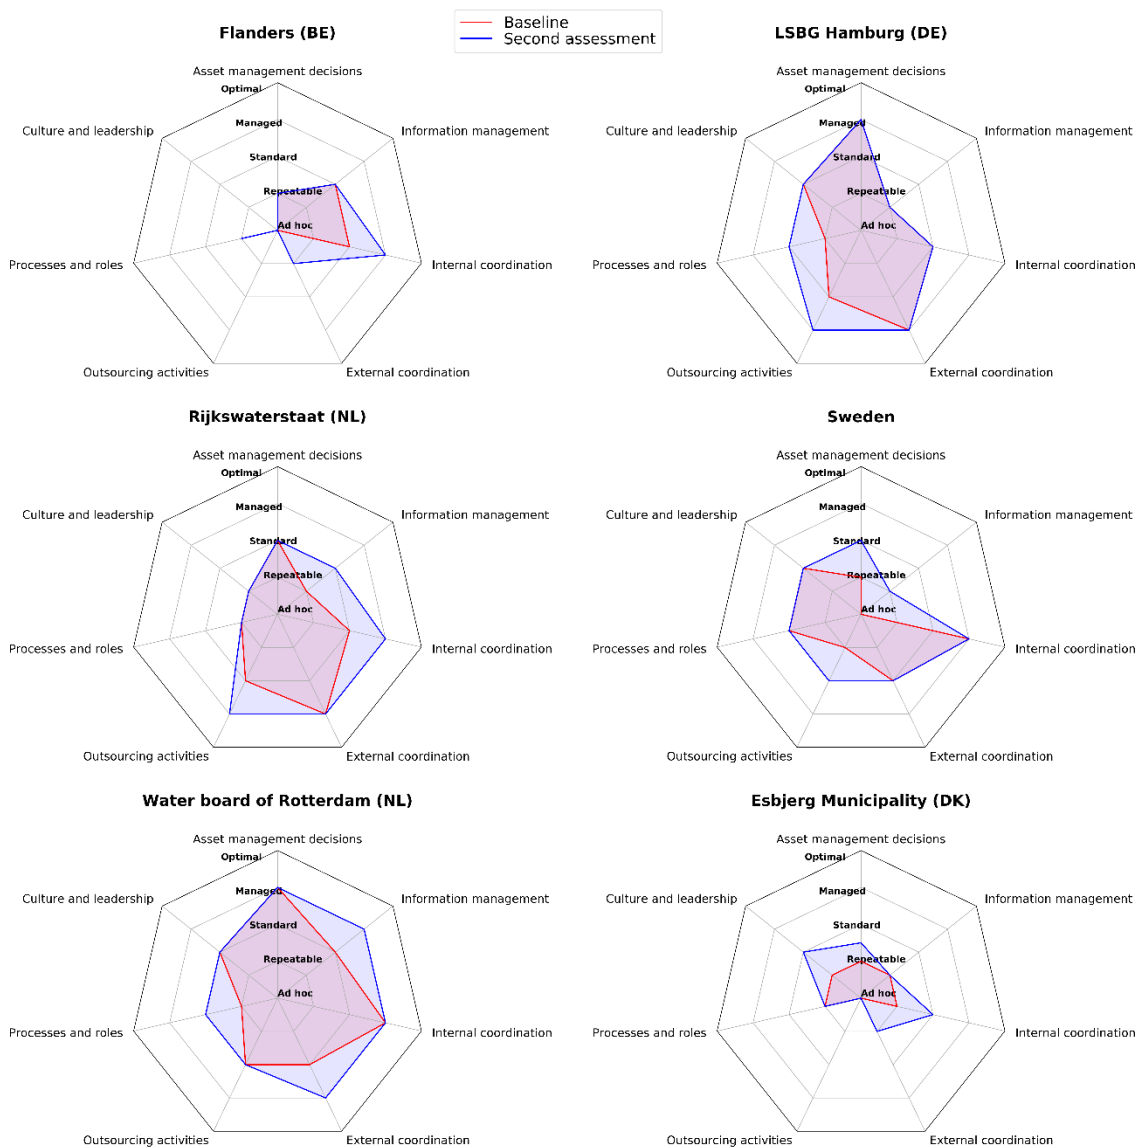 Baseline
Second assessment
Flanders (BE)
Asset management decisions
Optimal
Culture and leadership
Managed
Information management
Standard
Repeatable
Ad hoc
Processes and roles
Internal coordination
Outsourcing activities
External coordination
LSBG Hamburg (DE)
Asset management decisions
Optimal
Culture and leadership
Managed
Information management
Standard
Repeatable
Ad hoc
Processes and roles
Internal coordination
Outsourcing activities
External coordination
Rijkswaterstaat (NL)
Asset management decisions
Optimal
Culture and leadership
Managed
Information management
Standard
Repeatable
Ad hoc
Processes and roles
Internal coordination
Outsourcing activities
External coordination
Sweden
Asset management decisions
Optimal
Culture and leadership
Managed
Information management
Standard
Repeatable
Ad hoc
Processes and roles
Internal coordination
Outsourcing activities
External coordination
Water board of Rotterdam (NL)
Asset management decisions
Optimal
Culture and leadership
Managed
Information management
Standard
Repeatable
Ad hoc
Processes and roles
Internal coordination
Outsourcing activities
External coordination
Esbjerg Municipality (DK)
Asset management decisions
Optimal
Culture and leadership
Managed
Information management
Standard
Repeatable
Ad hoc
Processes and roles
Internal coordination
Outsourcing activities
External coordination